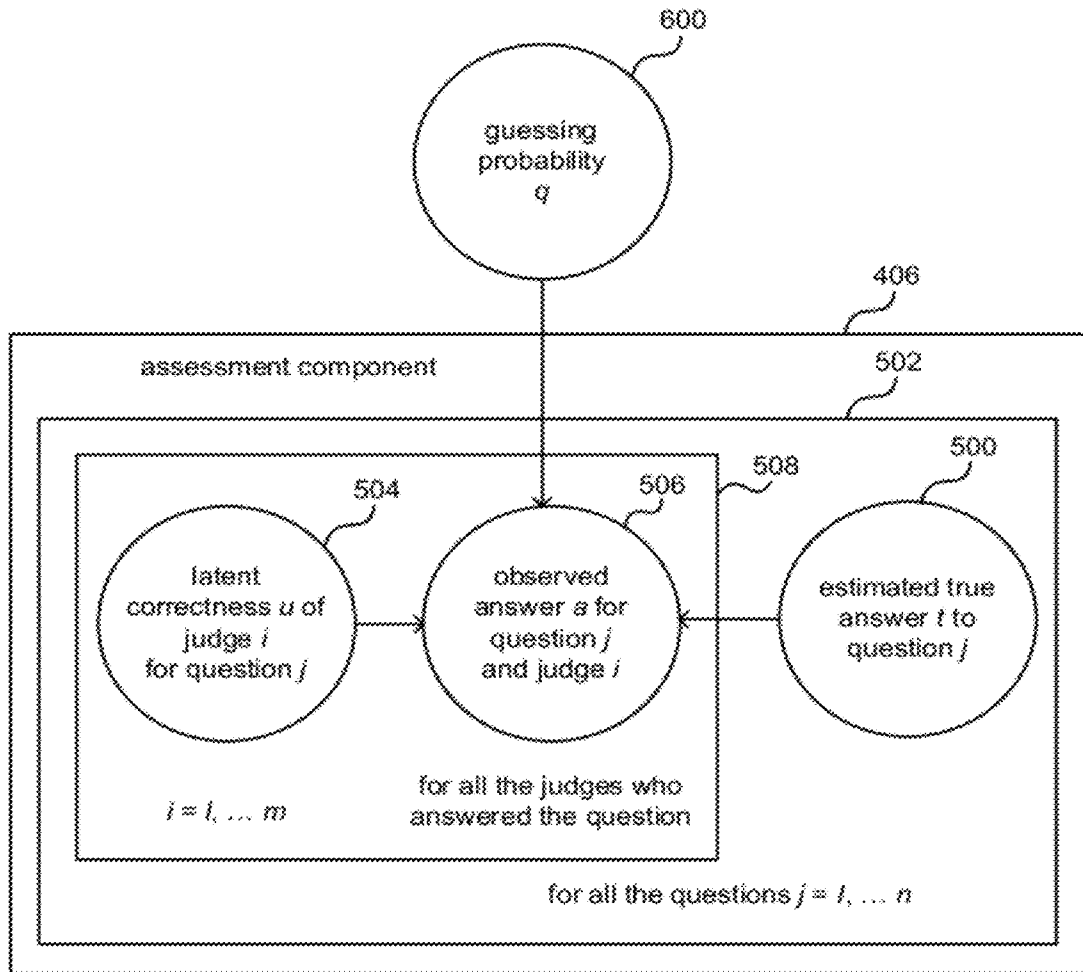 600
guessing
probability
q
406
assessment component
502
508
500
504
506
latent
correctness u of
judge i
for question j
observed
answer a for
question j
and judge i
estimated true
answer t to
question j
i = l, ... m
for all the judges who
answered the question
for all the questions j = l, ... n